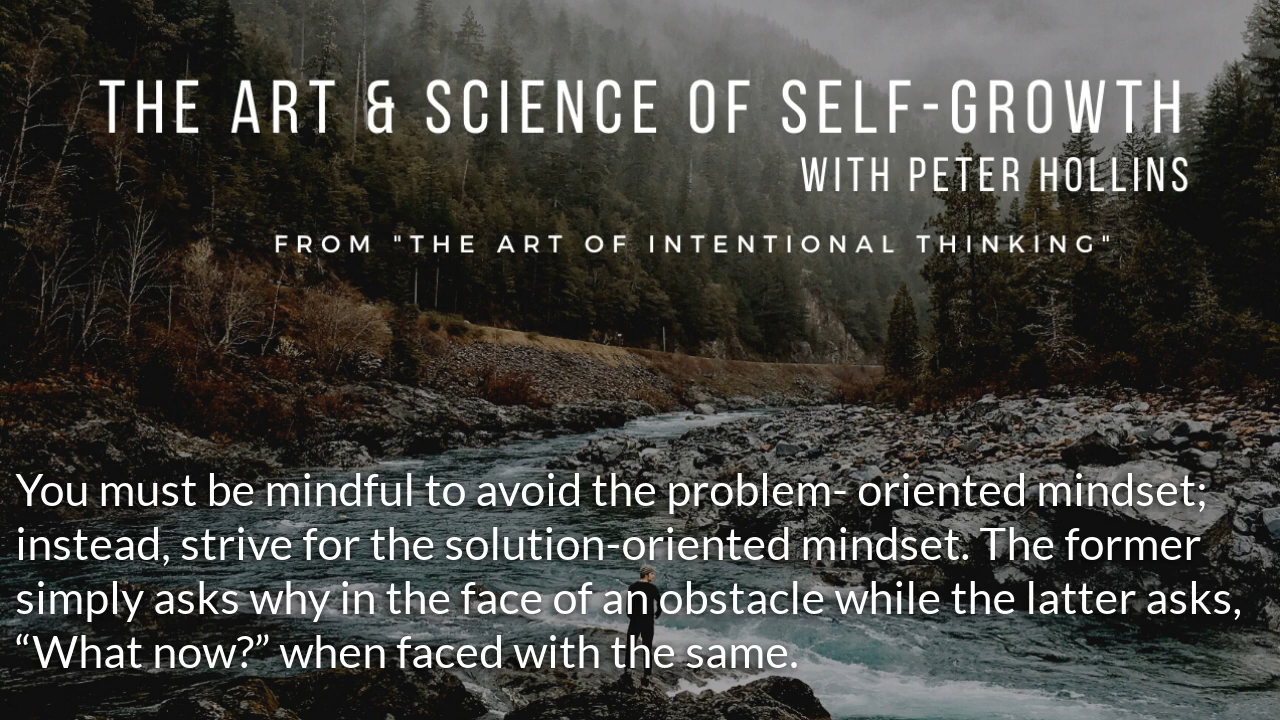 THE ART & SCIENCE OF SELF-GROWTH
WITH PETER HOLLINS
FROM "THE ART OF INTENTIONAL THINKING"
You must be mindful to avoid the problem- oriented mindset;
instead, strive for the solution-oriented mindset. The former
simply asks why in the face of an obstacle while the latter asks,
“What now?” when faced with the same.